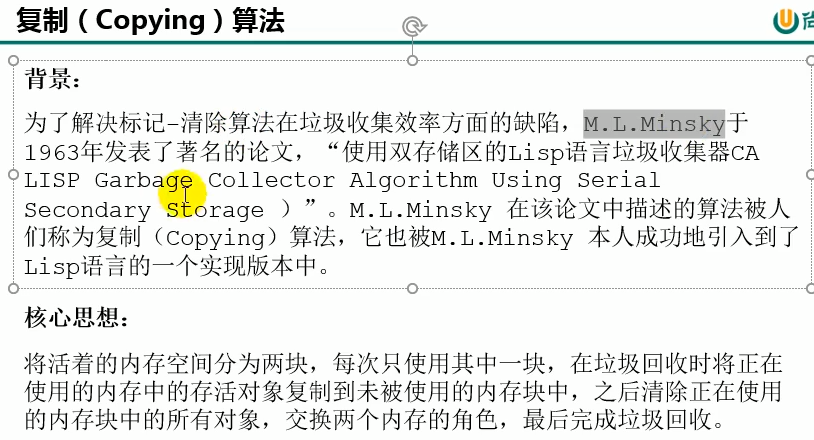 复制（Copying）算法
尚
背景：
为了解决标记-清除算法在垃圾收集效率方面的缺陷，M.L.Minsky于
1963年发表了著名的论文，“使用双存储区的Lisp语言垃圾收集器CA
LISP Garbage Collector Algorithm Using Serial
Secondary Storage ）”。M.L.Minsky 在该论文中描述的算法被人
们称为复制（Copying）算法，它也被M.L.Minsky 本人成功地引入到了
Lisp语言的一个实现版本中。
核心思想：
将活着的内存空间分为两块，每次只使用其中一块，在垃圾回收时将正在
使用的内存中的存活对象复制到未被使用的内存块中，之后清除正在使用
的内存块中的所有对象，交换两个内存的角色，最后完成垃圾回收。